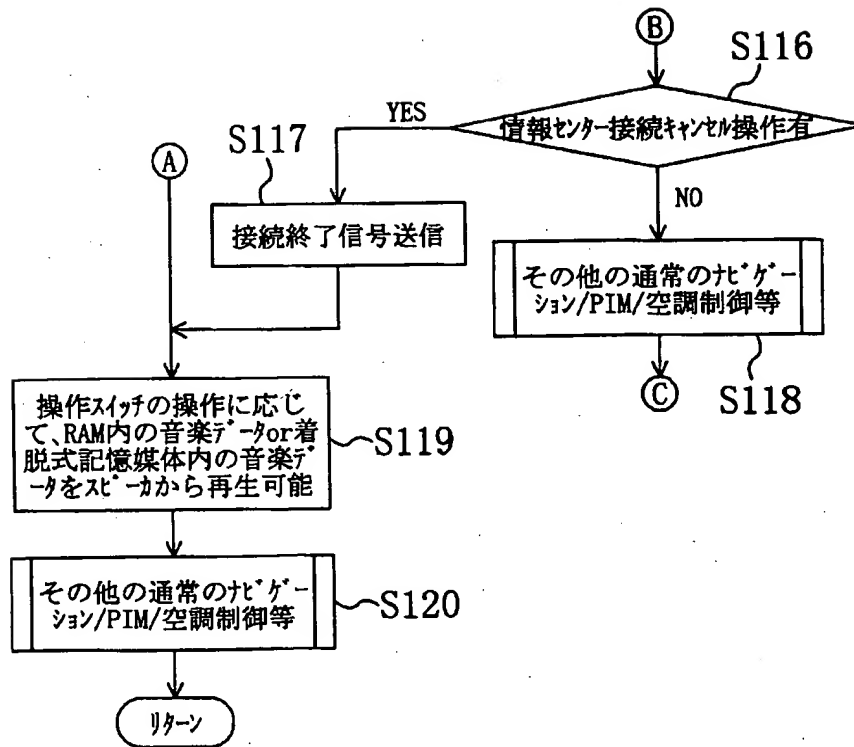 B
S116
YES
情報ｾﾝﾀｰ接続ｷｬﾝｾﾙ操作有
S117
A
NO
接続終了信号送信
その他の通常のﾅﾋﾞｹﾞｰ
ｼｮﾝ/PIM/空調制御等
C
S118
操作ｽｲｯﾁの操作に応じ
て、RAM内の音楽ﾃﾞｰﾀor着
脱式記憶媒体内の音楽ﾃﾞ
ｰﾀをｽﾋﾟｰｶから再生可能
S119
その他の通常のﾅﾋﾞｹﾞｰ
ｼｮﾝ/PIM/空調制御等
S120
ﾘﾀｰﾝ